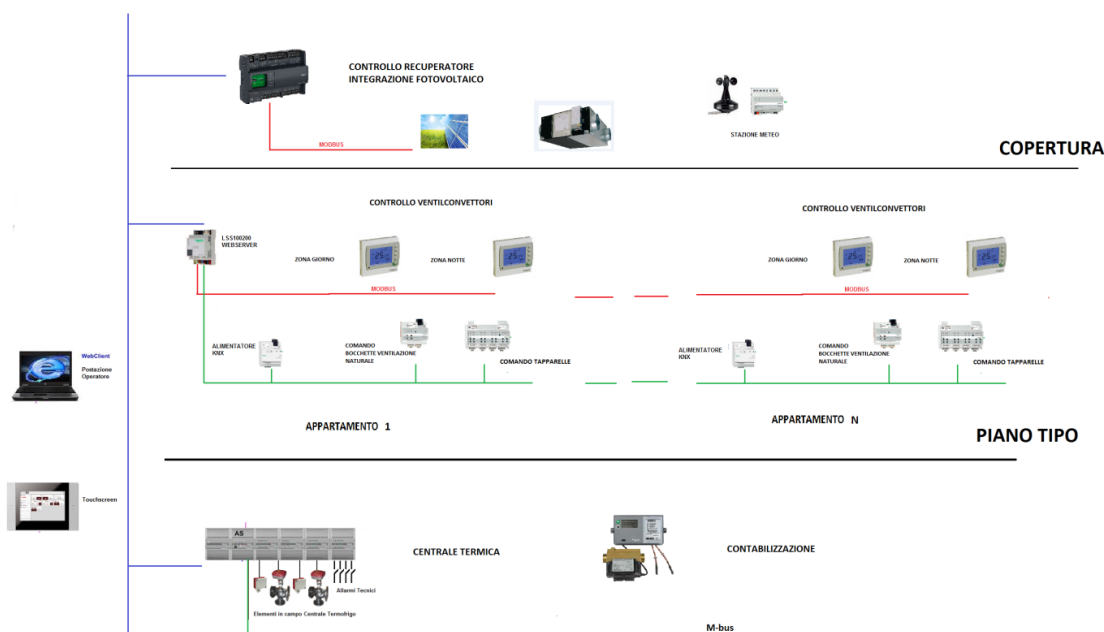 CONTROLLO RECUPERATORE
INTEGRAZIONE FOTOVOLTAICO
MODBUS
STAZIONE METEO
COPERTURA
CONTROLLO VENTILCONVETTORI
CONTROLLO VENTILCONVETTORI
LSS100200
WEBSERVER
ZONA GIORNO
ZONA NOTTE
ZONA GIORNO
ZONA NOTTE
MODBUS
MODBUS
ALIMENTATORE
KNX
COMANDO
BOCCHETTE VENTILAZIONE
NATURALE
COMANDO TAPPARELLE
ALIMENTATORE
KNX
COMANDO
BOCCHETTE VENTILAZIONE
NATURALE
COMANDO TAPPARELLE
WebClient
Postazione
Operatore
APPARTAMENTO 1
APPARTAMENTO N
PIANO TIPO
Touchscreen
AS
CENTRALE TERMICA
CONTABILIZZAZIONE
Allarmi Tecnici
Elementi in campo Centrale Termofrigo
M-bus